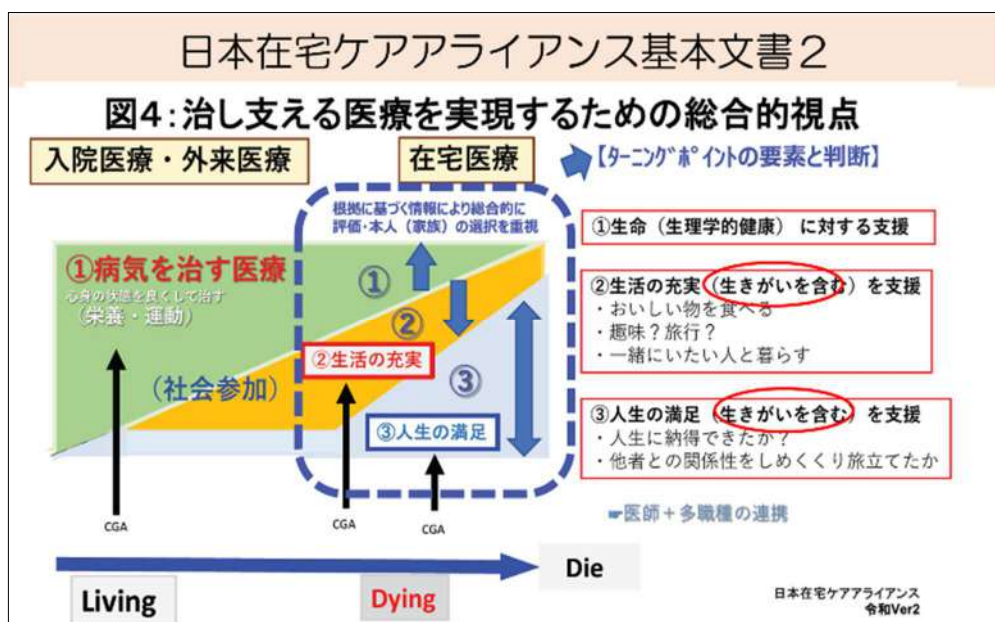 日本在宅ケアアライアンス基本文書２
図４：治し支える医療を実現するための総合的視点
入院医療・外来医療
在宅医療
【ﾀｰﾆﾝｸﾞﾎﾟｲﾝﾄの要素と判断】
根拠に基づく情報により総合的に
評価・本人（家族）の選択を重視
①病気を治す医療
心身の状態を良くして治す
（栄養・運動）
①
②
②生活の充実
（社会参加）
③
③人生の満足
CGA
CGA
CGA
Living
Dying
Die
①生命（生理学的健康）に対する支援
②生活の充実（生きがいを含む）を支援
・おいしい物を食べる
・趣味？旅行？
・一緒にいたい人と暮らす
③人生の満足（生きがいを含む）を支援
・人生に納得できたか？
・他者との関係性をしめくくり旅立てたか
☛医師＋多職種の連携
日本在宅ケアアライアンス
令和Ver2